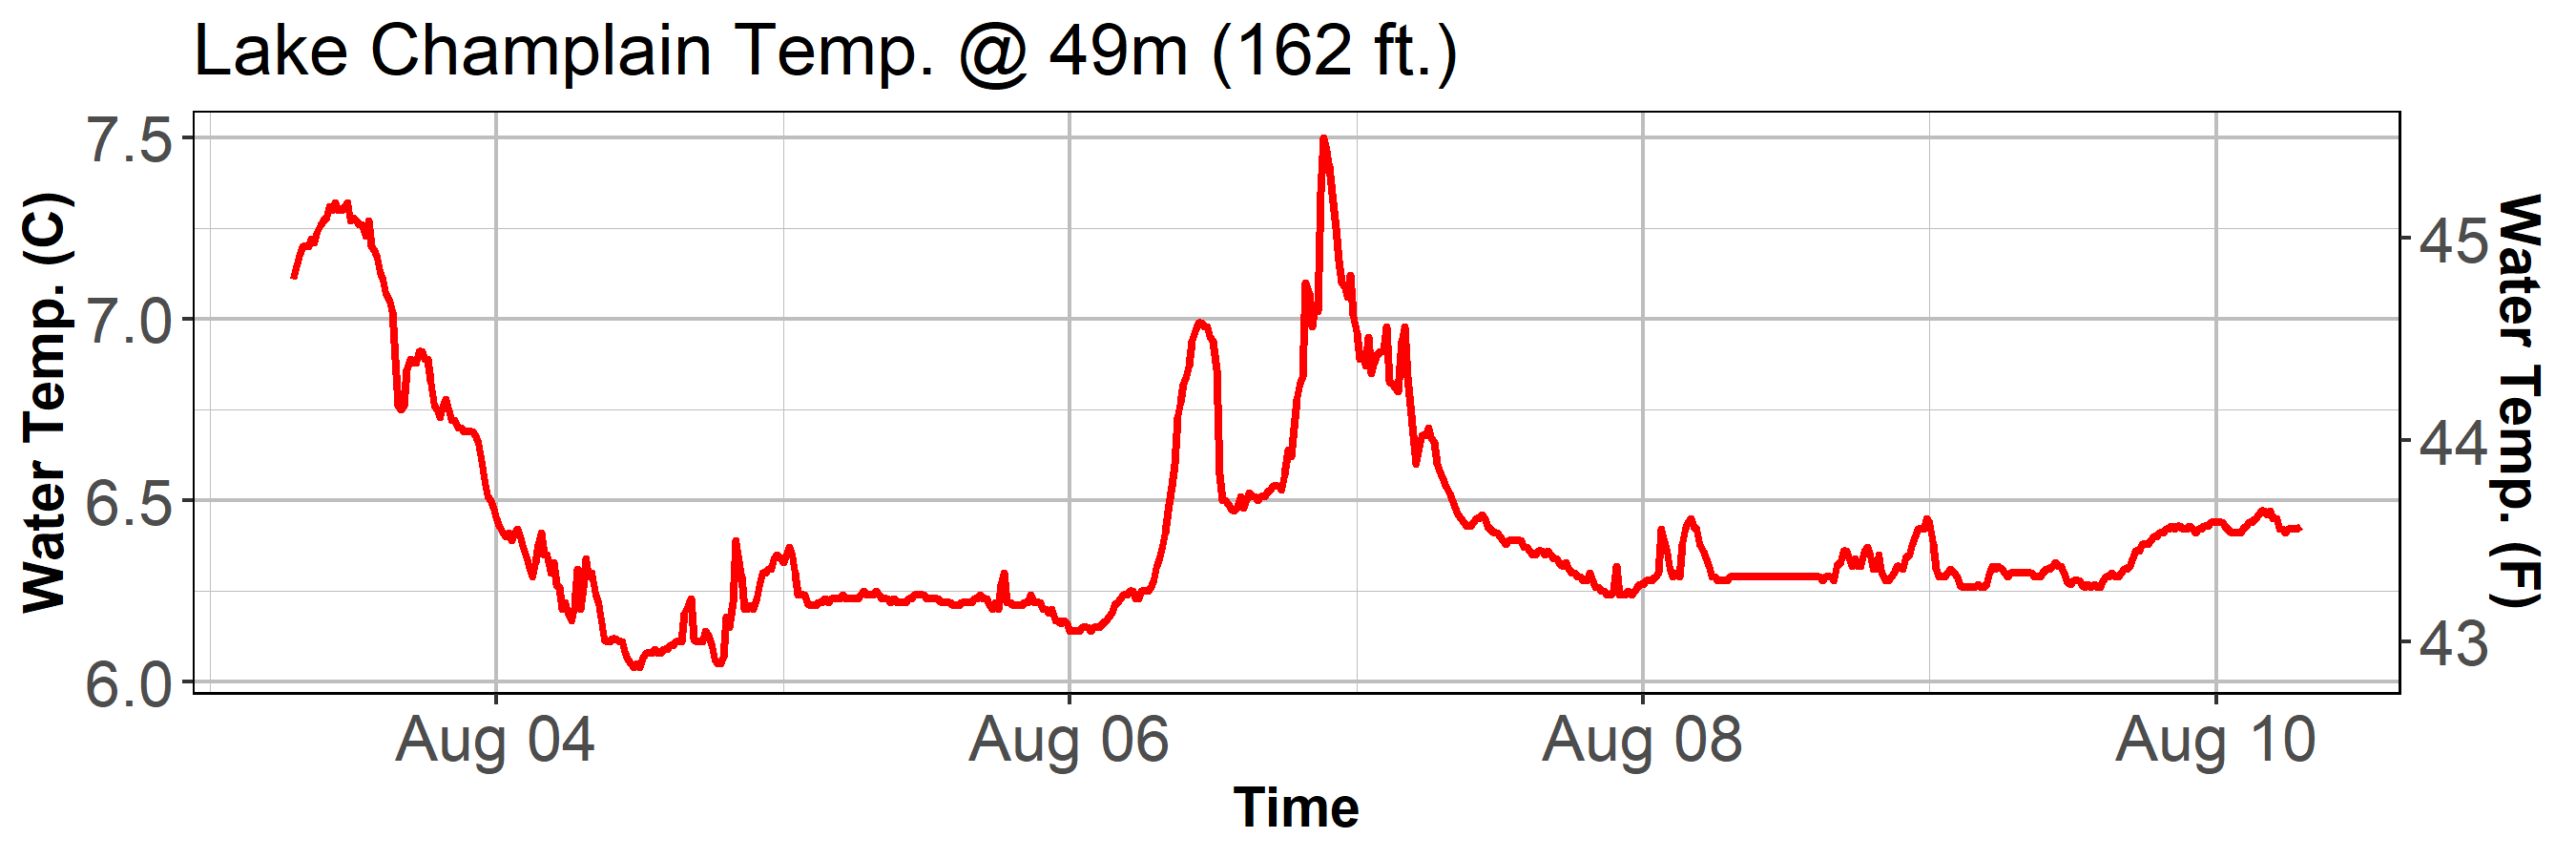 Lake Champlain Temp. @ 49m (162 ft.)
Water Temp. (C)
7.5
7.0
6.5
6.0
Water Temp. (F)
45
44
43
Aug 04
Aug 06
Aug 08
Aug 10
Time